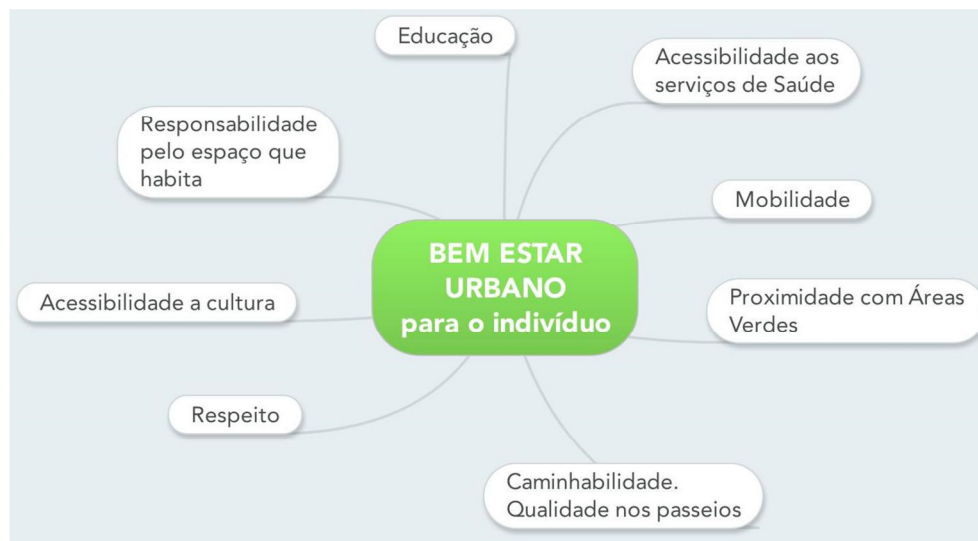 Educação
Acessibilidade aos
serviços de Saúde
Responsabilidade
pelo espaço que
habita
Mobilidade
BEM ESTAR
URBANO
para o indivíduo
Acessibilidade a cultura
Proximidade com Áreas
Verdes
Respeito
Caminhabilidade.
Qualidade nos passeios